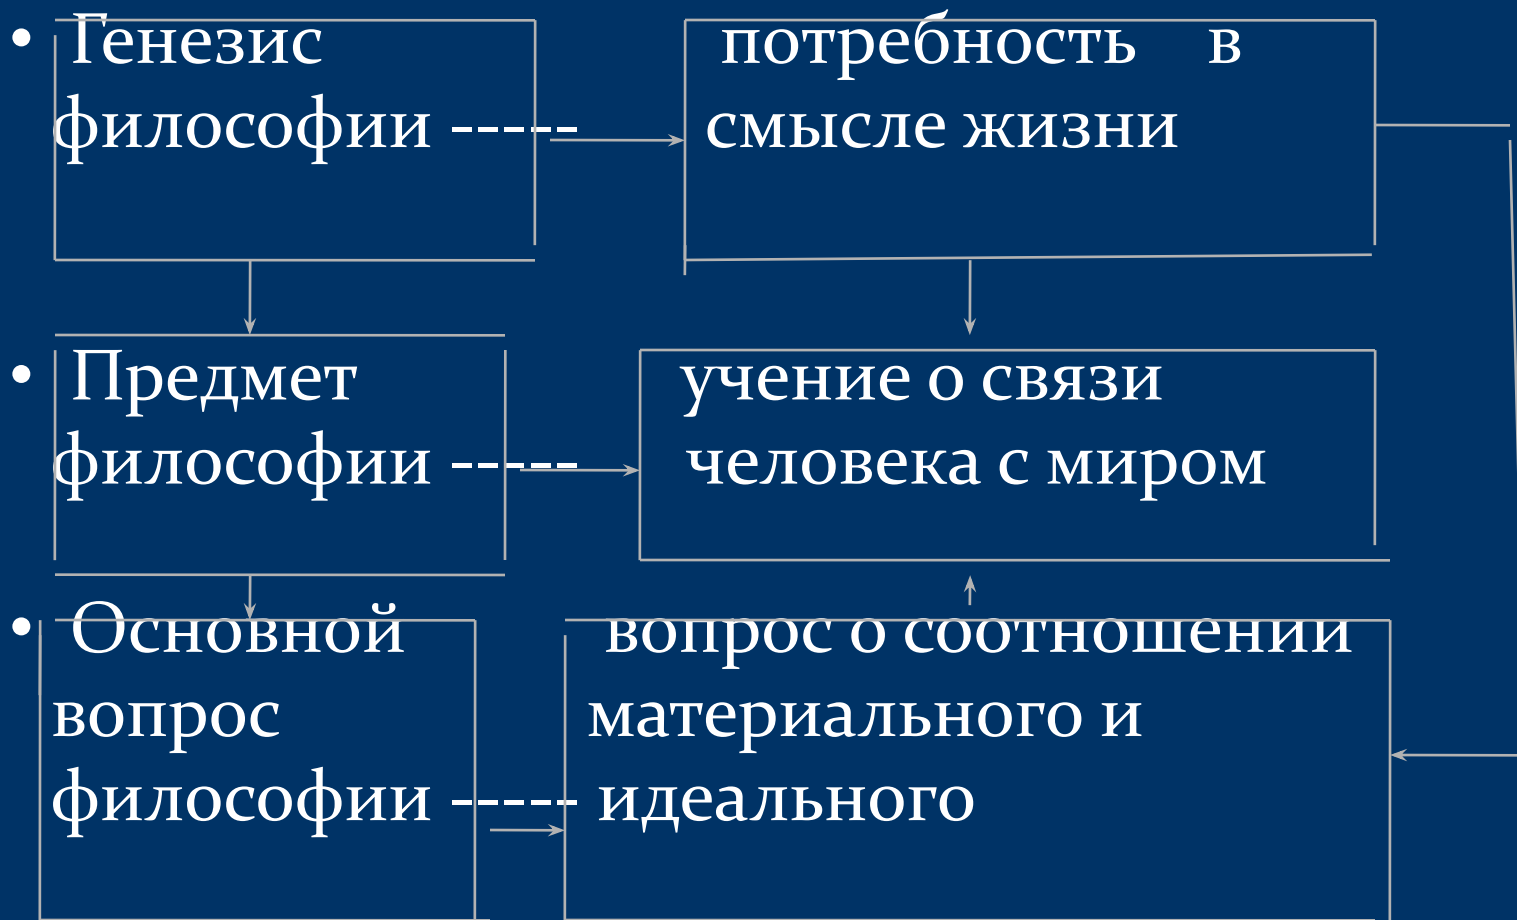 • Генезис потребность в
философии ----- смысле жизни
• Предмет учение о связи
философии ----- человека с миром
• Основной вопрос о соотношении
вопрос материального и
философии ----- идеального